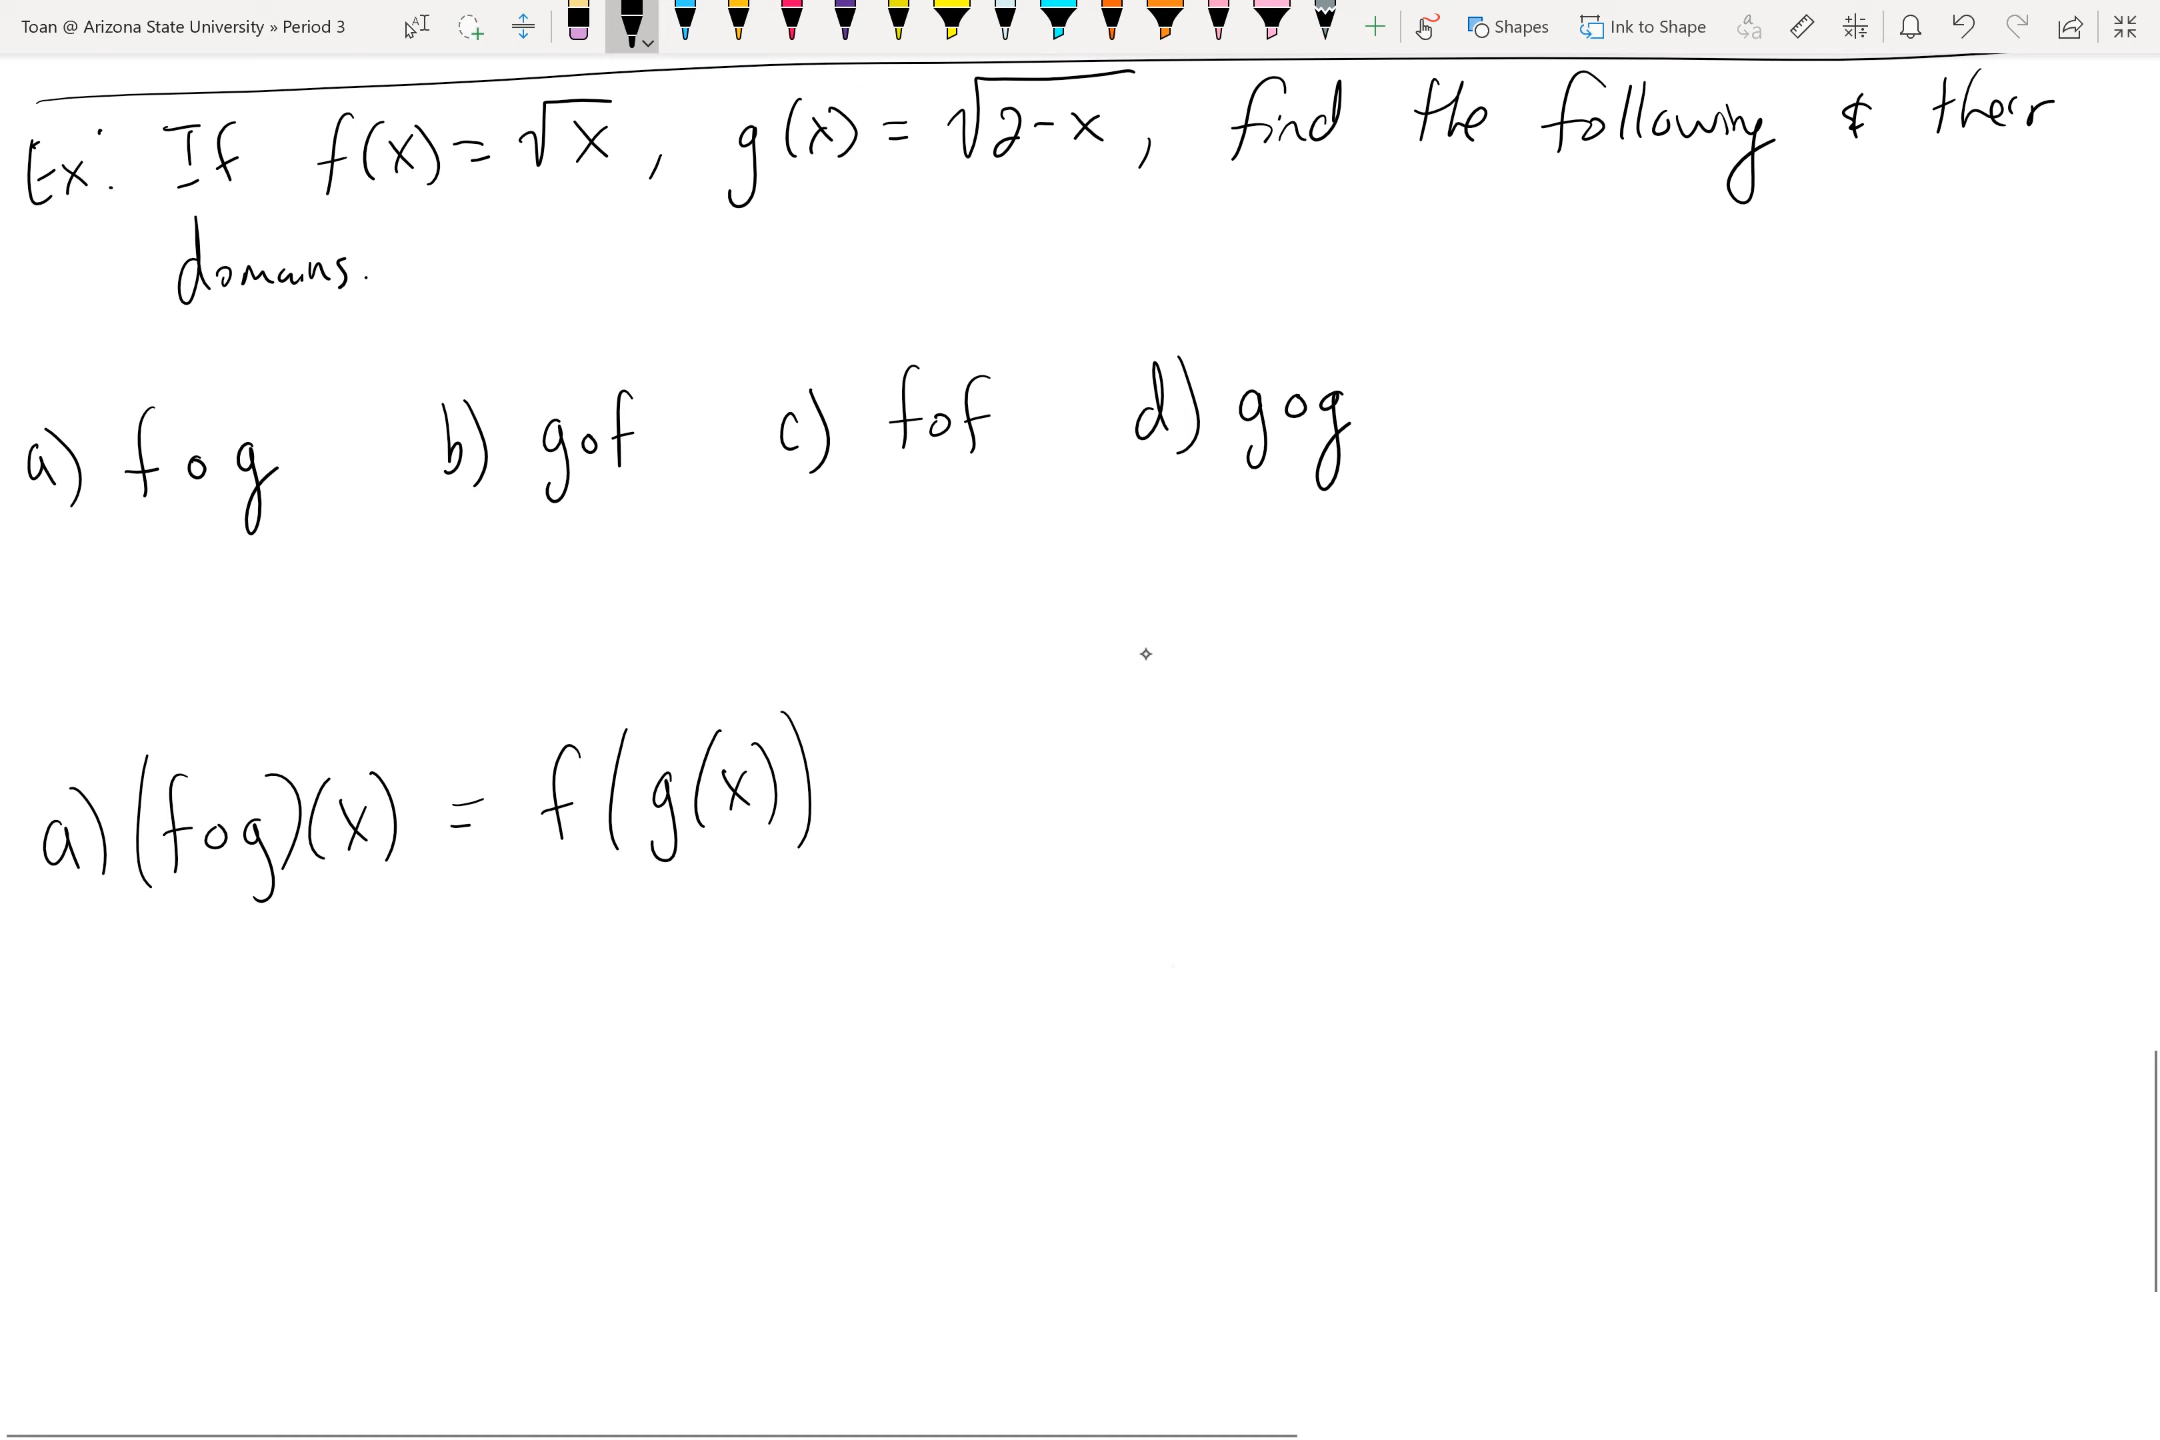 Toan @ Arizona State University » Period 3 Shapes Ink to Shape
Ex: If f(x) = √x , g(x) = √2-x , find the following & their
domains.
a) f∘g b) g∘f c) f∘f d) g∘g
a) (f∘g)(x) = f(g(x))